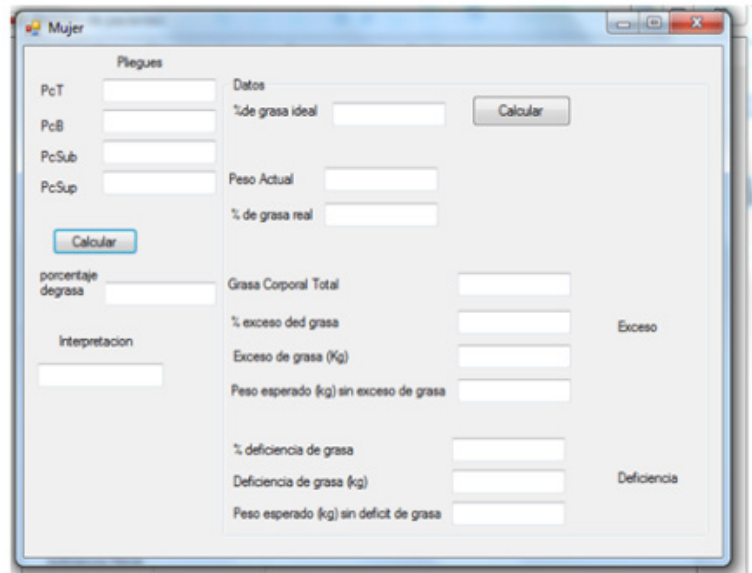 Mujer
Pliegues
PcT
PcB
PcSub
PcSup
Calcular
porcentaje
degrasa
Interpretacion
Datos
%de grasa ideal
Calcular
Peso Actual
% de grasa real
Grasa Corporal Total
% exceso ded grasa
Exceso
Exceso de grasa (Kg)
Peso esperado (kg) sin exceso de grasa
% deficiencia de grasa
Deficiencia de grasa (kg)
Deficiencia
Peso esperado (kg) sin deficit de grasa